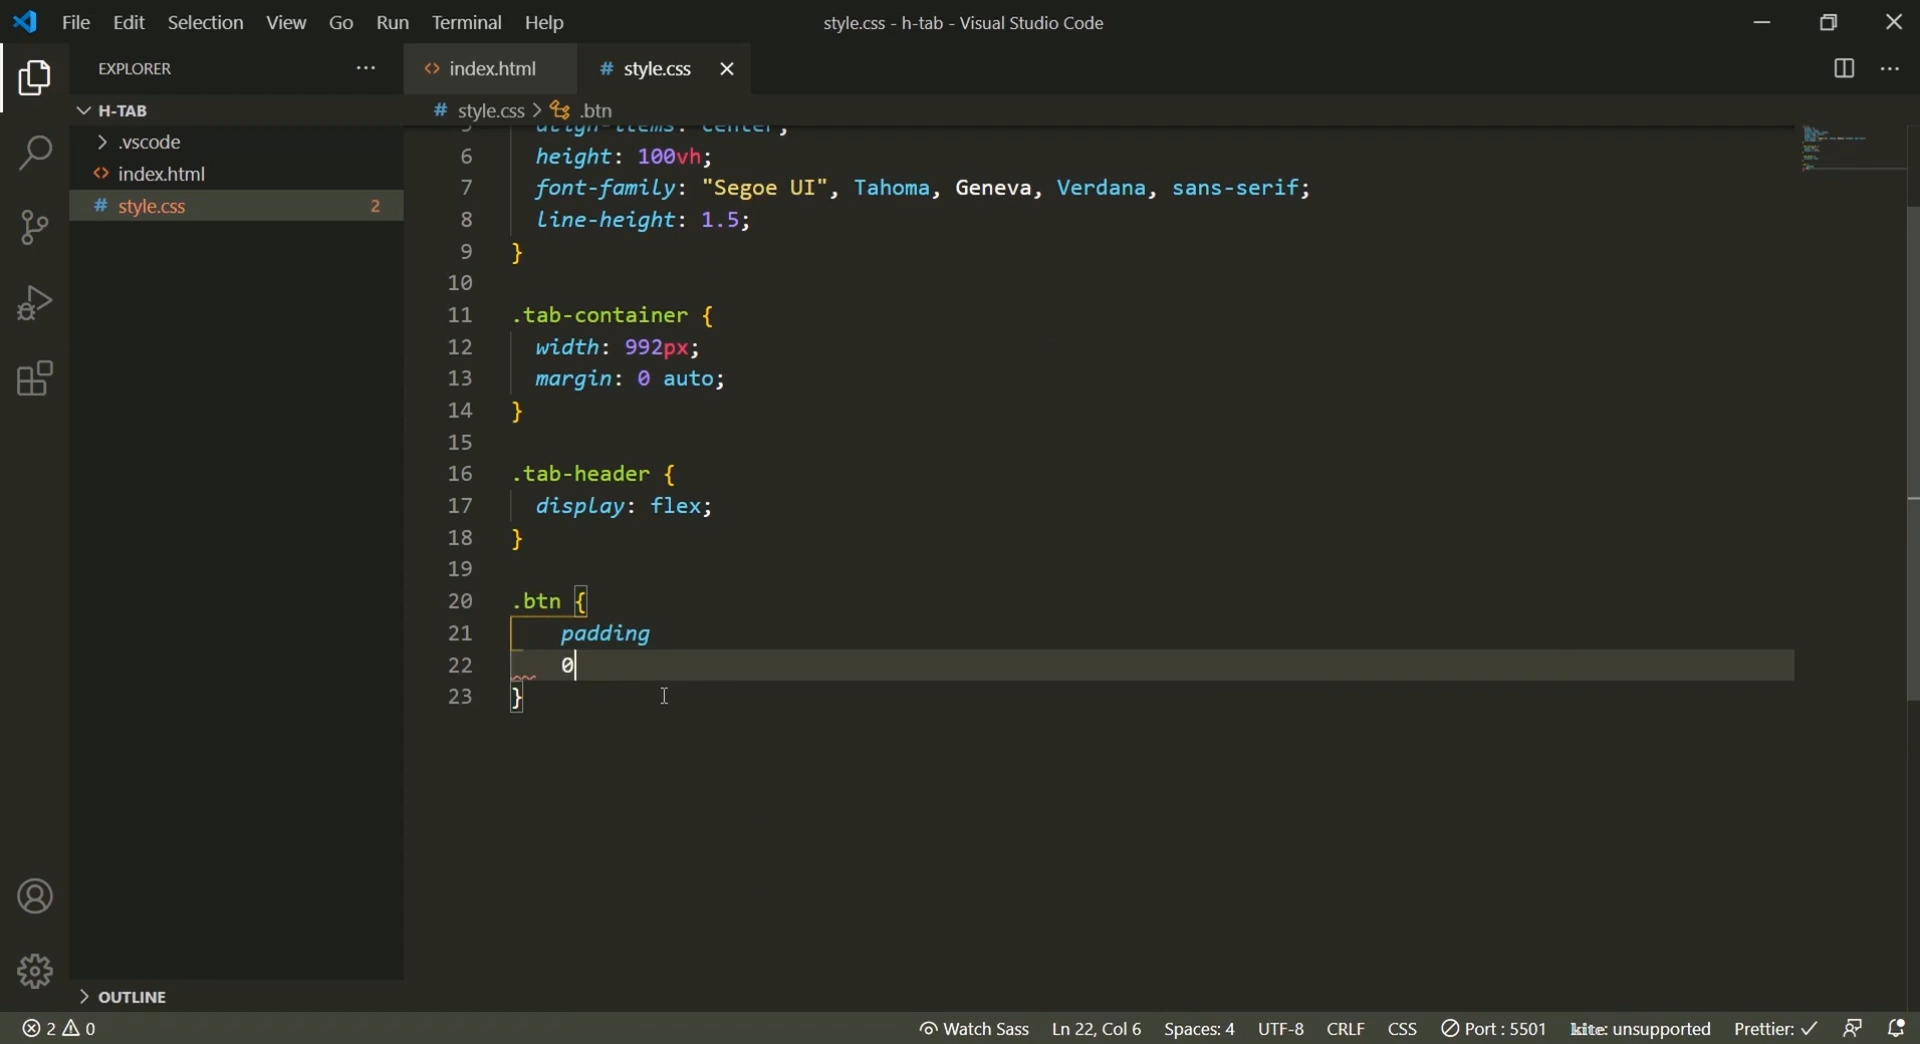 File Edit Selection View Go Run Terminal Help style.css - h-tab - Visual Studio Code
EXPLORER ··· index.html # style.css
H-TAB # style.css > .btn
.vscode
index.html
# style.css 2
5 align-items: center;
6 height: 100vh;
7 font-family: "Segoe UI", Tahoma, Geneva, Verdana, sans-serif;
8 line-height: 1.5;
9 }
10
11 .tab-container {
12 width: 992px;
13 margin: 0 auto;
14 }
15
16 .tab-header {
17 display: flex;
18 }
19
20 .btn {
21 padding
22 0
23 }
OUTLINE
2 0 Watch Sass Ln 22, Col 6 Spaces: 4 UTF-8 CRLF CSS Port : 5501 kite: unsupported Prettier: ✓